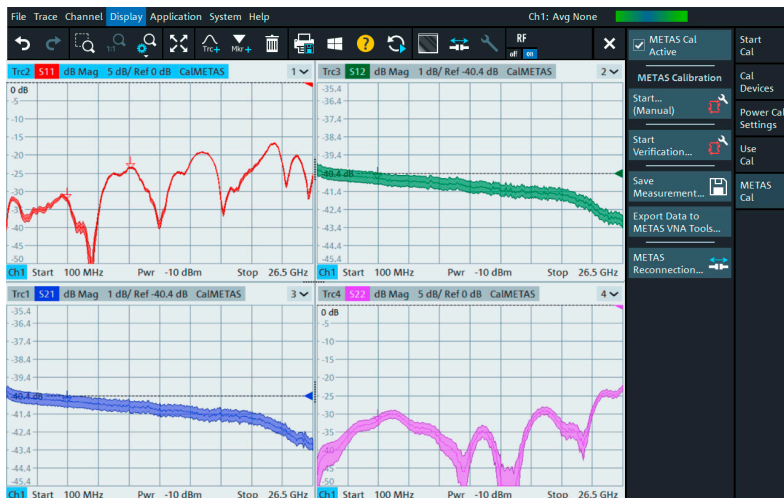 File Trace Channel Display Application System Help Ch1: Avg None
1:1 Trc+ Mkr+ RF off on
METAS Cal Active
METAS Calibration
Start... (Manual)
Start Verification...
Save Measurement...
Export Data to METAS VNA Tools...
METAS Reconnection...
Start Cal
Cal Devices
Power Cal Settings
Use Cal
METAS Cal
Trc2 S11 dB Mag 5 dB/ Ref 0 dB CalMETAS 1
0 dB
-5
-10
-15
-20
-25
-30
-35
-40
-45
-50
Ch1 Start 100 MHz Pwr -10 dBm Stop 26.5 GHz
Trc3 S12 dB Mag 1 dB/ Ref -40.4 dB CalMETAS 2
-35.4
-36.4
-37.4
-38.4
-39.4
-40.4 dB
-41.4
-42.4
-43.4
-44.4
-45.4
Ch1 Start 100 MHz Pwr -10 dBm Stop 26.5 GHz
Trc1 S21 dB Mag 1 dB/ Ref -40.4 dB CalMETAS 3
-35.4
-36.4
-37.4
-38.4
-39.4
-40.4 dB
-41.4
-42.4
-43.4
-44.4
-45.4
Ch1 Start 100 MHz Pwr -10 dBm Stop 26.5 GHz
Trc4 S22 dB Mag 5 dB/ Ref 0 dB CalMETAS 4
0 dB
-5
-10
-15
-20
-25
-30
-35
-40
-50
Ch1 Start 100 MHz Pwr -10 dBm Stop 26.5 GHz